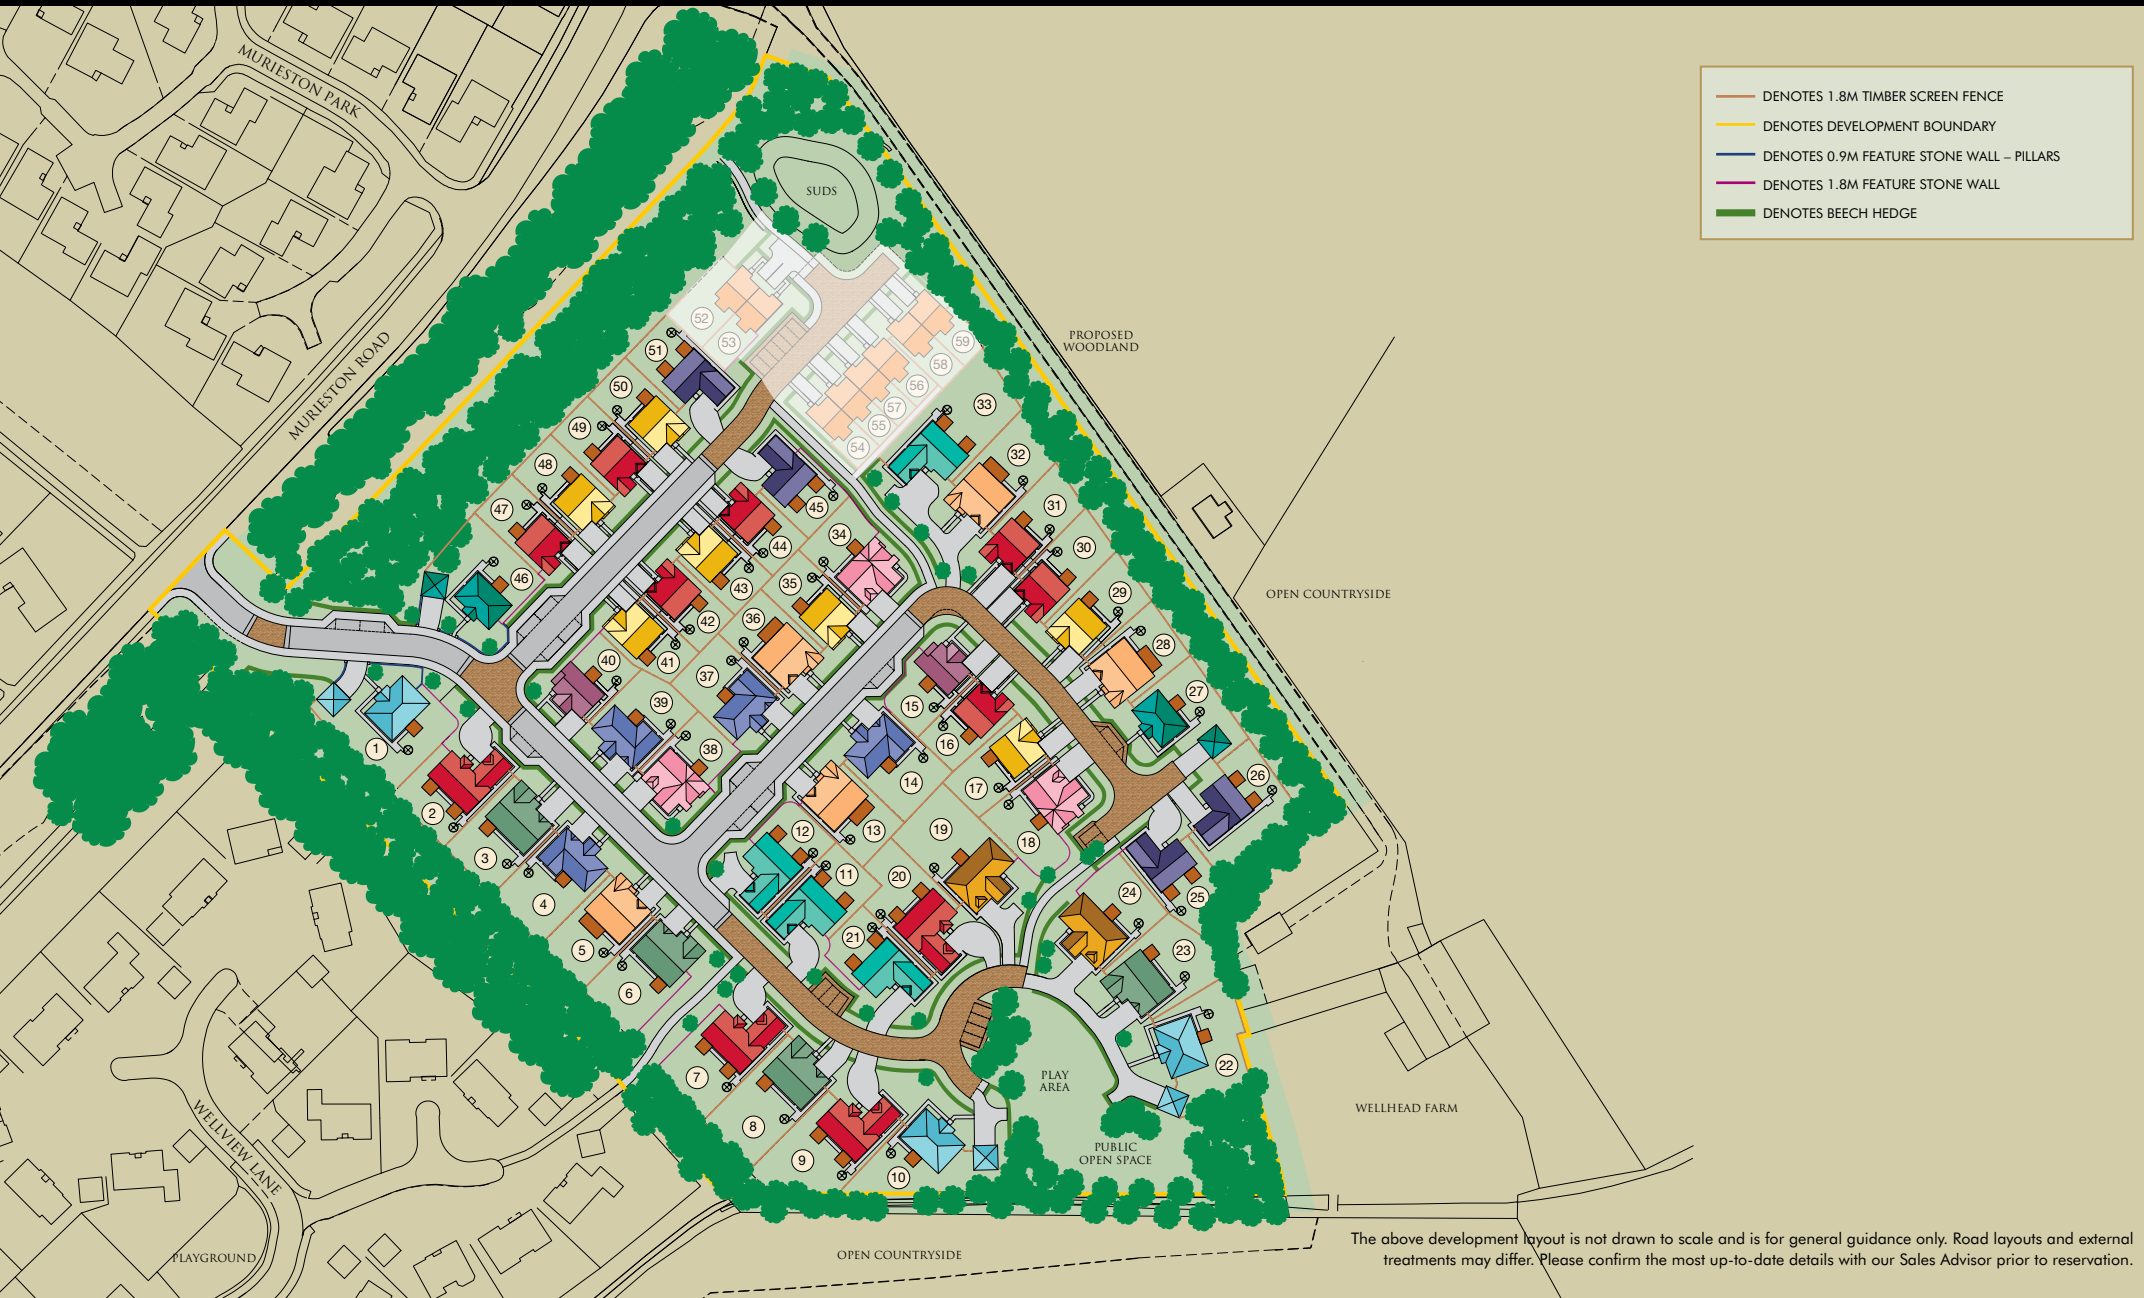 MURIESTON PARK
MURIESTON ROAD
SUDS
PROPOSED
WOODLAND
OPEN COUNTRYSIDE
DENOTES 1.8M TIMBER SCREEN FENCE
DENOTES DEVELOPMENT BOUNDARY
DENOTES 0.9M FEATURE STONE WALL – PILLARS
DENOTES 1.8M FEATURE STONE WALL
DENOTES BEECH HEDGE
52
53
59
58
56
57
55
54
51
50
49
48
47
46
33
32
31
30
29
28
27
26
45
44
43
42
41
34
35
36
37
40
39
38
15
16
17
18
14
13
12
11
19
20
21
25
24
23
22
1
2
3
4
5
6
7
8
9
10
PLAY
AREA
PUBLIC
OPEN SPACE
WELLHEAD FARM
WELLVIEW LANE
PLAYGROUND
OPEN COUNTRYSIDE
The above development layout is not drawn to scale and is for general guidance only. Road layouts and external
treatments may differ. Please confirm the most up-to-date details with our Sales Advisor prior to reservation.